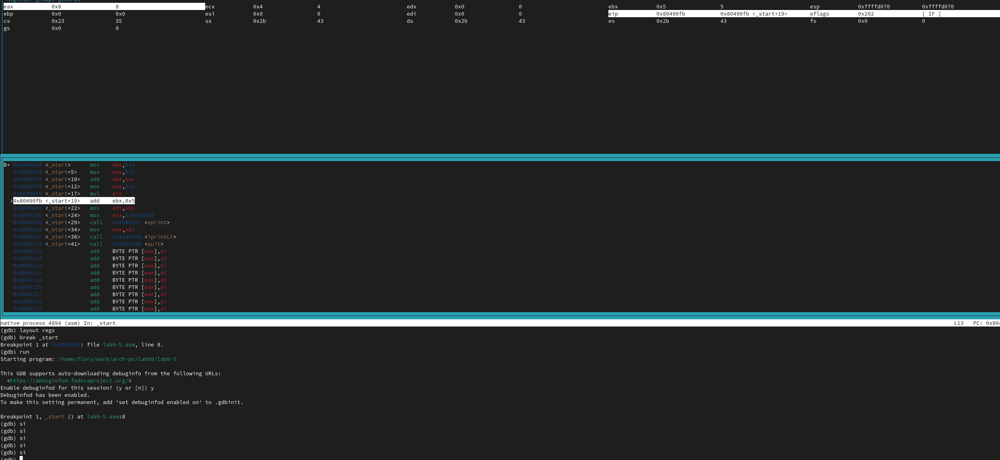 Register group: general
eax 0x8 8 ecx 0x4 4 edx 0x0 0 ebx 0x5 5 esp 0xffffd070 0xffffd070
ebp 0x0 0x0 esi 0x0 0 edi 0x0 0 eip 0x80490fb 0x80490fb <_start+19> eflags 0x202 [ IF ]
cs 0x23 35 ss 0x2b 43 ds 0x2b 43 es 0x2b 43 fs 0x0 0
gs 0x0 0
B+ 0x80490e8 <_start> mov ebx,0x3
0x80490ed <_start+5> mov eax,0x2
0x80490f2 <_start+10> add ebx,eax
0x80490f4 <_start+12> mov ecx,0x4
0x80490f9 <_start+17> mul ecx
>0x80490fb <_start+19> add ebx,0x5
0x80490fe <_start+22> mov edi,ebx
0x8049100 <_start+24> mov eax,0x804a000
0x8049105 <_start+29> call 0x804900f <sprint>
0x804910a <_start+34> mov eax,edi
0x804910c <_start+36> call 0x8049086 <iprintLF>
0x8049111 <_start+41> call 0x80490db <quit>
0x8049116 add BYTE PTR [eax],al
0x8049118 add BYTE PTR [eax],al
0x804911a add BYTE PTR [eax],al
0x804911c add BYTE PTR [eax],al
0x804911e add BYTE PTR [eax],al
0x8049120 add BYTE PTR [eax],al
0x8049122 add BYTE PTR [eax],al
0x8049124 add BYTE PTR [eax],al
0x8049126 add BYTE PTR [eax],al
native process 4894 (asm) In: _start L13 PC: 0x804
(gdb) layout regs
(gdb) break _start
Breakpoint 1 at 0x80490e8: file lab9-5.asm, line 8.
(gdb) run
Starting program: /home/flory/work/arch-pc/lab09/lab9-5
This GDB supports auto-downloading debuginfo from the following URLs:
<https://debuginfod.fedoraproject.org/>
Enable debuginfod for this session? (y or [n]) y
Debuginfod has been enabled.
To make this setting permanent, add 'set debuginfod enabled on' to .gdbinit.
Breakpoint 1, _start () at lab9-5.asm:8
(gdb) si
(gdb) si
(gdb) si
(gdb) si
(gdb) si
(gdb)